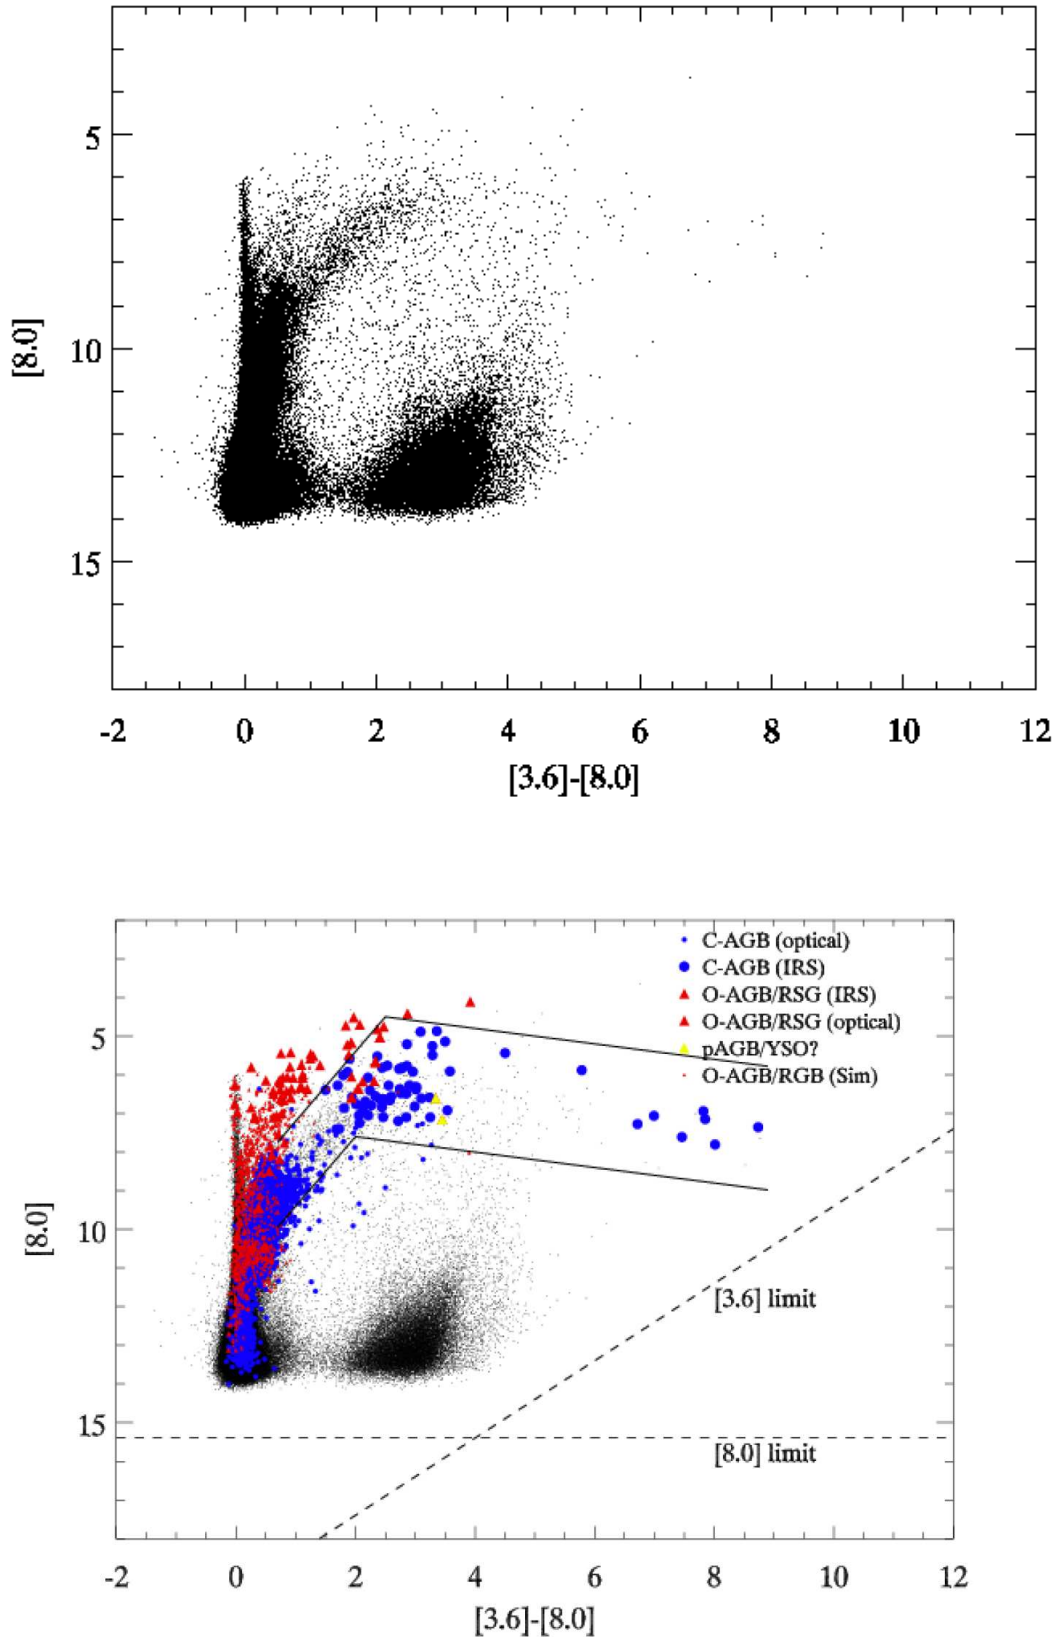 5
10
15
[8.0]
-2 0 2 4 6 8 10 12
[3.6]-[8.0]
C-AGB (optical)
C-AGB (IRS)
O-AGB/RSG (IRS)
O-AGB/RSG (optical)
pAGB/YSO?
O-AGB/RGB (Sim)
5
10
15
[8.0]
[3.6] limit
[8.0] limit
-2 0 2 4 6 8 10 12
[3.6]-[8.0]